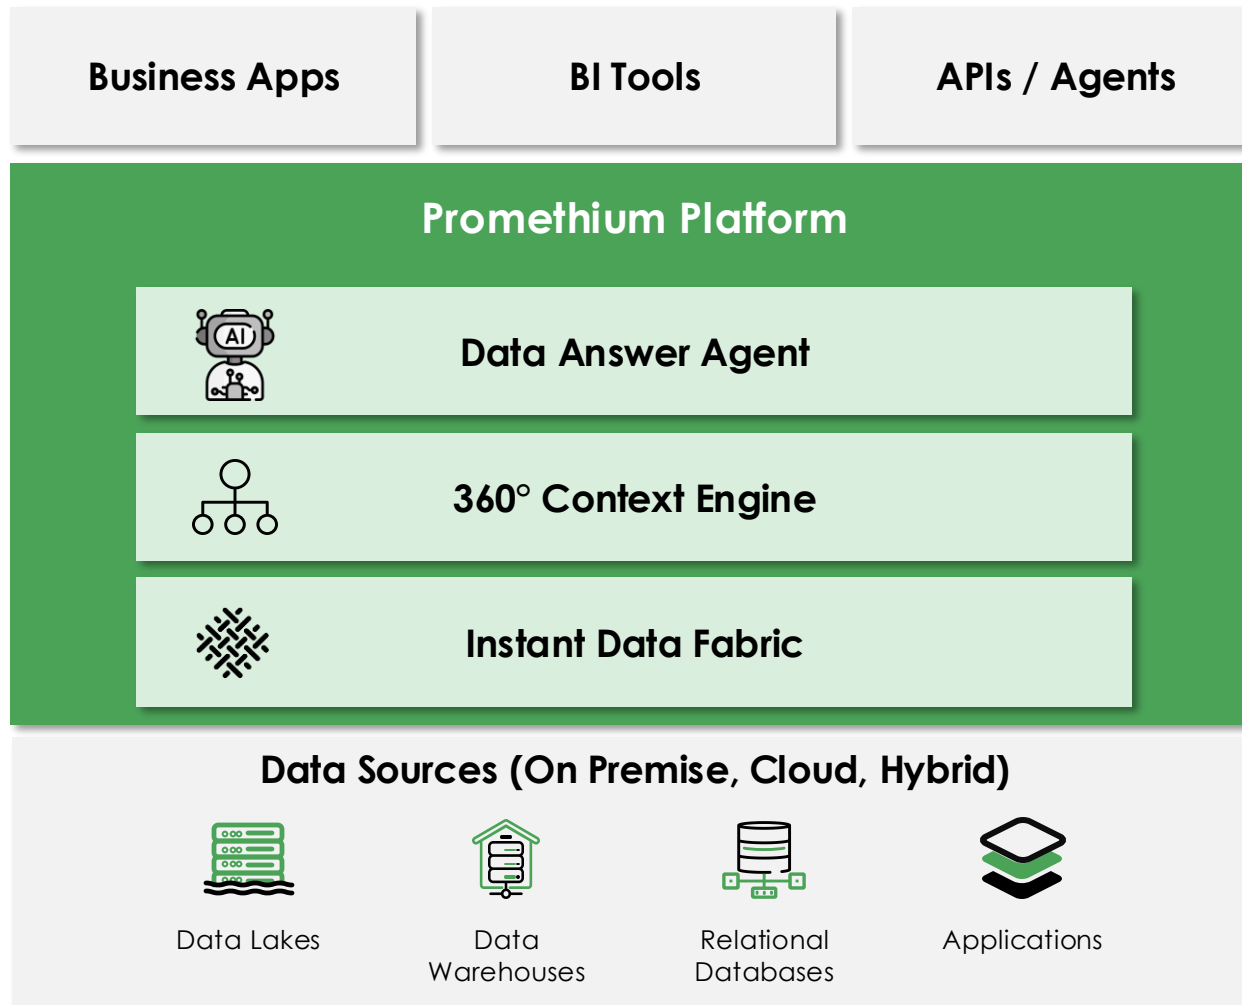 Business Apps
BI Tools
APIs / Agents
Promethium Platform
AI
Data Answer Agent
360° Context Engine
Instant Data Fabric
Data Sources (On Premise, Cloud, Hybrid)
Data Lakes
Data
Warehouses
Relational
Databases
Applications